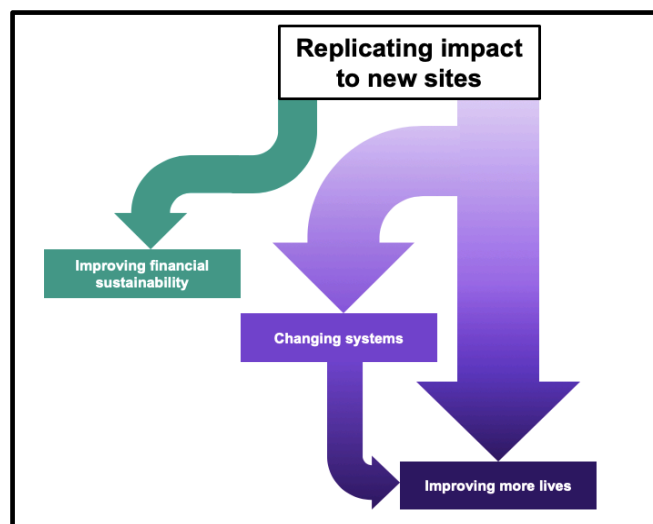 Replicating impact
to new sites
Improving financial
sustainability
Changing systems
Improving more lives